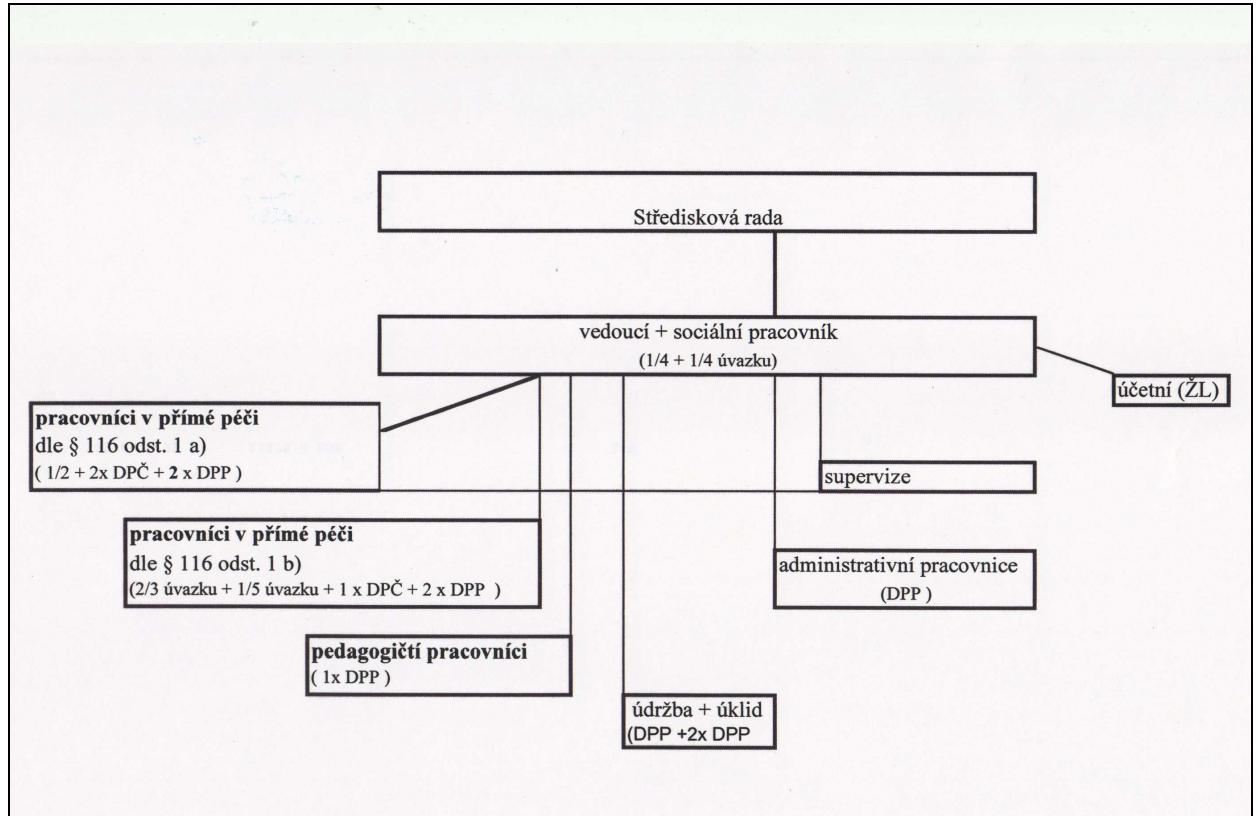 Středisková rada
vedoucí + sociální pracovník
(1/4 + 1/4 úvazku)
účetní (ŽL)
pracovníci v přímé péči
dle § 116 odst. 1 a)
( 1/2 + 2x DPČ + 2 x DPP )
supervize
pracovníci v přímé péči
dle § 116 odst. 1 b)
(2/3 úvazku + 1/5 úvazku + 1 x DPČ + 2 x DPP )
administrativní pracovnice
(DPP )
pedagogičtí pracovníci
( 1x DPP )
údržba + úklid
(DPP +2x DPP